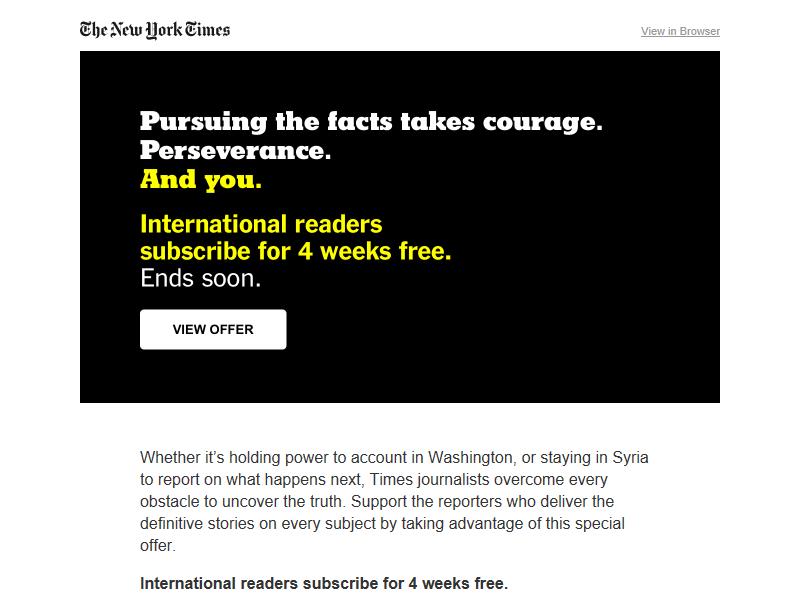 The New York Times
View in Browser
Pursuing the facts takes courage.
Perseverance.
And you.
International readers
subscribe for 4 weeks free.
Ends soon.
VIEW OFFER
Whether it’s holding power to account in Washington, or staying in Syria
to report on what happens next, Times journalists overcome every
obstacle to uncover the truth. Support the reporters who deliver the
definitive stories on every subject by taking advantage of this special
offer.
International readers subscribe for 4 weeks free.